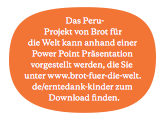 Das Peru-
Projekt von Brot für
die Welt kann anhand einer
Power Point Präsentation
vorgestellt werden, die Sie
unter www.brot-fuer-die-welt.
de/erntedank-kinder zum
Download finden.